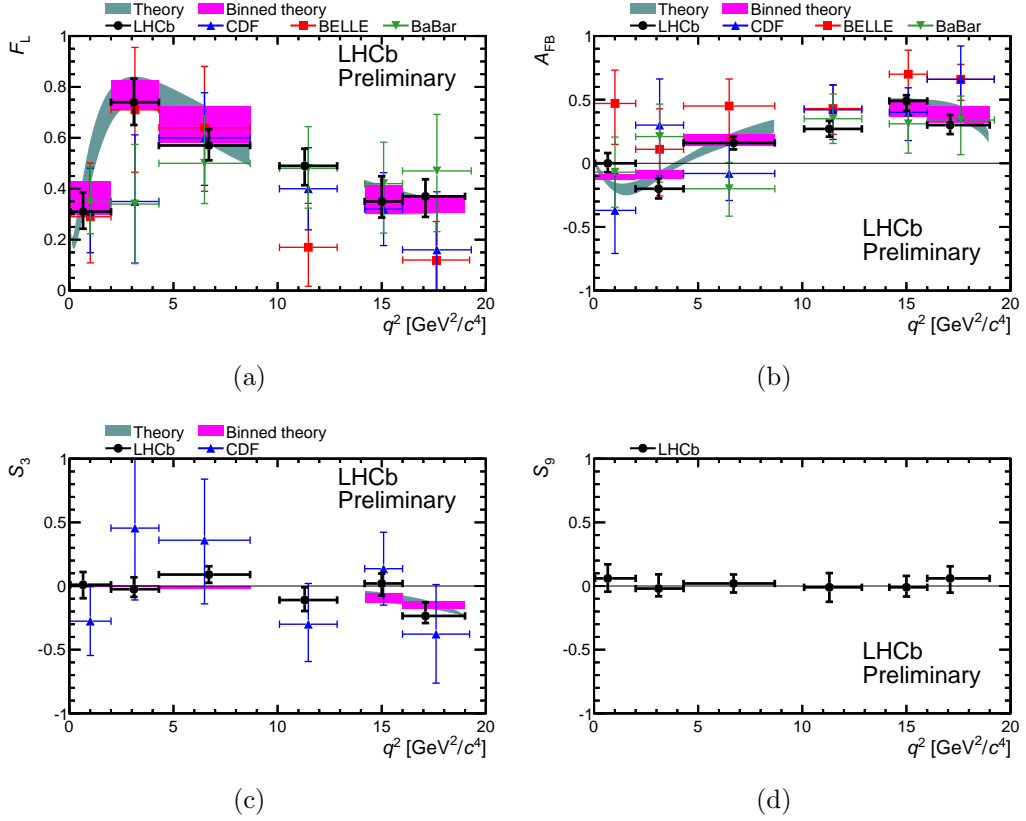 Theory Binned theory
LHCb CDF BELLE BaBar
LHCb
Preliminary
F_L
1
0.8
0.6
0.4
0.2
0
0 5 10 15 20
q² [GeV²/c⁴]
(a)
Theory Binned theory
LHCb CDF BELLE BaBar
A_FB
1
0.5
0
-0.5
-1
LHCb
Preliminary
0 5 10 15 20
q² [GeV²/c⁴]
(b)
Theory Binned theory
LHCb CDF
LHCb
Preliminary
S_3
1
0.5
0
-0.5
-1
0 5 10 15 20
q² [GeV²/c⁴]
(c)
LHCb
S_9
1
0.5
0
-0.5
-1
LHCb
Preliminary
0 5 10 15 20
q² [GeV²/c⁴]
(d)